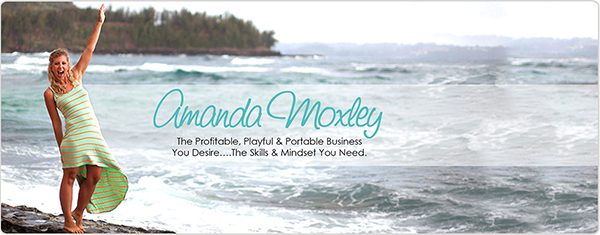 Amanda Moxley
The Profitable, Playful & Portable Business
You Desire....The Skills & Mindset You Need.